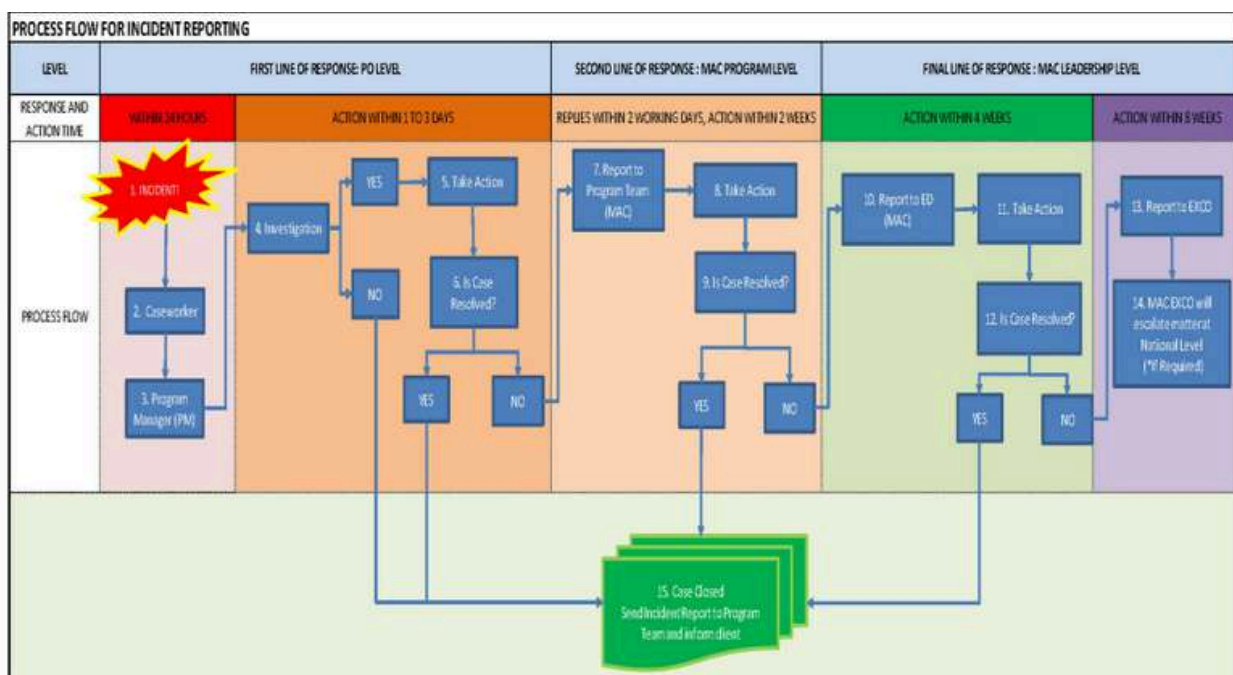 PROCESS FLOW FOR INCIDENT REPORTING
LEVEL
FIRST LINE OF RESPONSE: PO LEVEL
SECOND LINE OF RESPONSE : MAC PROGRAM LEVEL
FINAL LINE OF RESPONSE : MAC LEADERSHIP LEVEL
RESPONSE AND
ACTION TIME
WITHIN 24 HOURS
ACTION WITHIN 1 TO 3 DAYS
REPLIES WITHIN 2 WORKING DAYS, ACTION WITHIN 2 WEEKS
ACTION WITHIN 4 WEEKS
ACTION WITHIN 8 WEEKS
PROCESS FLOW
1. INCIDENT!
2. Caseworker
3. Program
Manager (PM)
4. Investigation
YES
NO
5. Take Action
6. Is Case
Resolved?
YES
NO
7. Report to
Program Team
(MAC)
8. Take Action
9. Is Case Resolved?
YES
NO
10. Report to ED
(MAC)
11. Take Action
12. Is Case Resolved?
YES
NO
13. Report to EXCO
14. MAC EXCO will
escalate matter at
National Level
(*If Required)
15. Case Closed
Send Incident Report to Program
Team and inform client